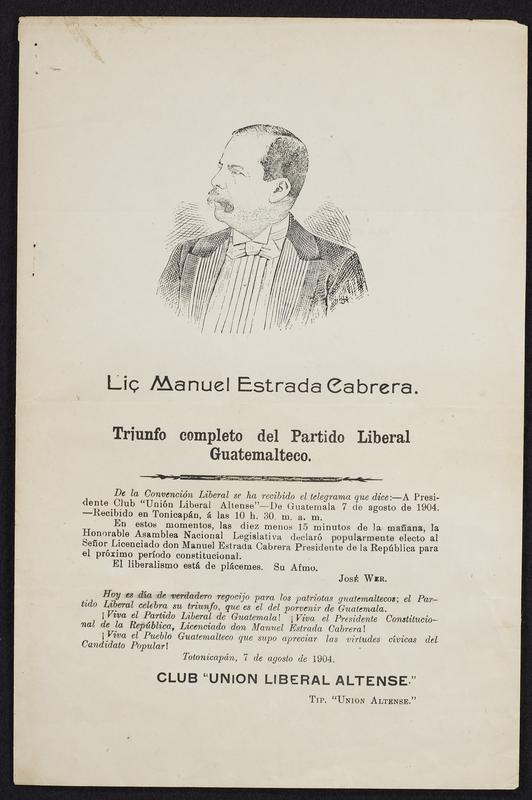 Liç Manuel Estrada Cabrera.
Triunfo completo del Partido Liberal
Guatemalteco.
De la Convención Liberal se ha recibido el telegrama que dice:—A Presi-
dente Club "Unión Liberal Altense"—De Guatemala 7 de agosto de 1904.
—Recibido en Tonicapán, á las 10 h. 30. m. a. m.
En estos momentos, las diez menos 15 minutos de la mañana, la
Honorable Asamblea Nacional Legislativa declaró popularmente electo al
Señor Licenciado don Manuel Estrada Cabrera Presidente de la República para
el próximo período constitucional.
El liberalismo está de plácemes. Su Afmo.
José Wer.
Hoy es día de verdadero regocijo para los patriotas guatemaltecos; el Par-
tido Liberal celebra su triunfo, que es el del porvenir de Guatemala.
¡Viva el Partido Liberal de Guatemala! ¡Viva el Presidente Constitucio-
nal de la República, Licenciado don Manuel Estrada Cabrera!
¡Viva el Pueblo Guatemalteco que supo apreciar las virtudes cívicas del
Candidato Popular!
Totonicapán, 7 de agosto de 1904.
CLUB "UNION LIBERAL ALTENSE."
Tip. "Union Altense."